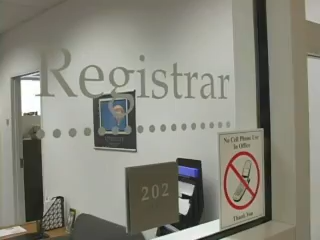 Registrar
202
No Cell Phone Use
In Office
Thank You